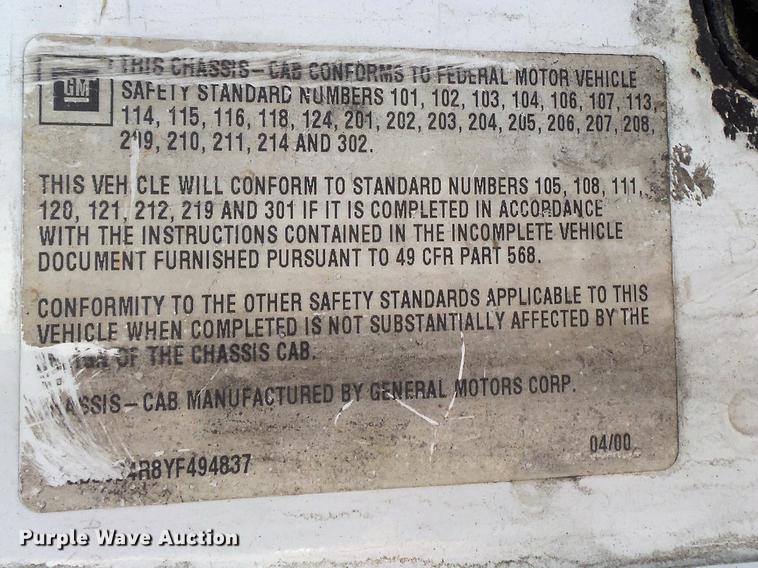 GM
THIS CHASSIS-CAB CONFORMS TO FEDERAL MOTOR VEHICLE
SAFETY STANDARD NUMBERS 101, 102, 103, 104, 106, 107, 113,
114, 115, 116, 118, 124, 201, 202, 203, 204, 205, 206, 207, 208,
209, 210, 211, 214 AND 302.
THIS VEHICLE WILL CONFORM TO STANDARD NUMBERS 105, 108, 111,
120, 121, 212, 219 AND 301 IF IT IS COMPLETED IN ACCORDANCE
WITH THE INSTRUCTIONS CONTAINED IN THE INCOMPLETE VEHICLE
DOCUMENT FURNISHED PURSUANT TO 49 CFR PART 568.
CONFORMITY TO THE OTHER SAFETY STANDARDS APPLICABLE TO THIS
VEHICLE WHEN COMPLETED IS NOT SUBSTANTIALLY AFFECTED BY THE
OF THE CHASSIS CAB.
ASSIS-CAB MANUFACTURED BY GENERAL MOTORS CORP.
04/00
4R8YF494837
Purple Wave Auction